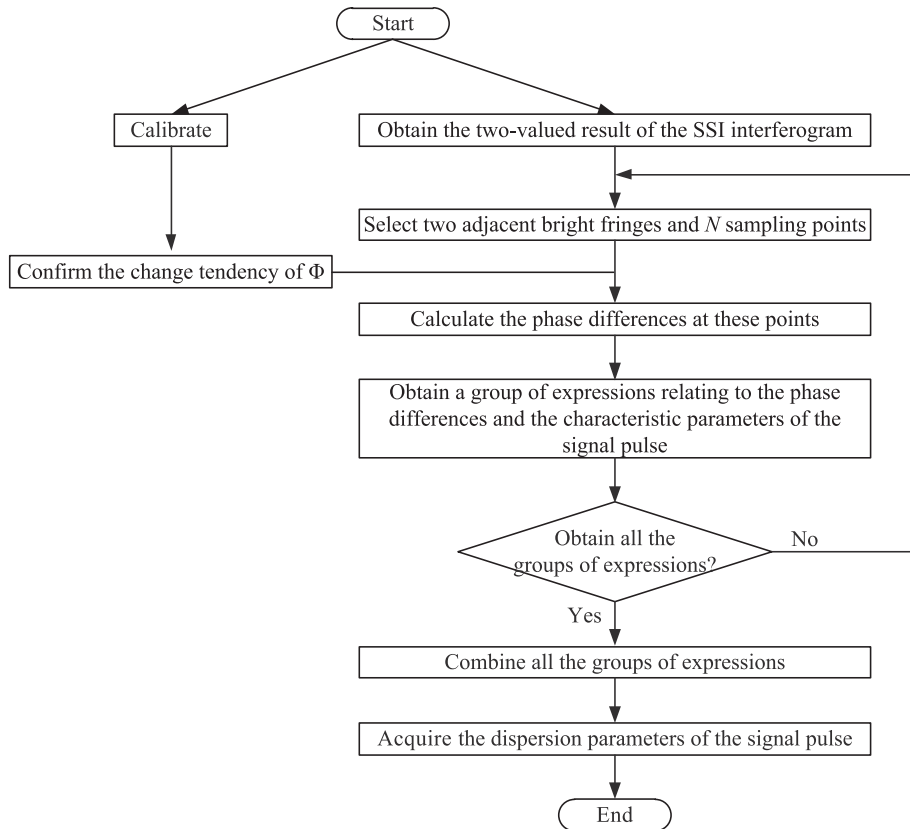 Start
Calibrate
Obtain the two-valued result of the SSI interferogram
Select two adjacent bright fringes and N sampling points
Confirm the change tendency of Φ
Calculate the phase differences at these points
Obtain a group of expressions relating to the phase
differences and the characteristic parameters of the
signal pulse
Obtain all the
groups of expressions?
No
Yes
Combine all the groups of expressions
Acquire the dispersion parameters of the signal pulse
End